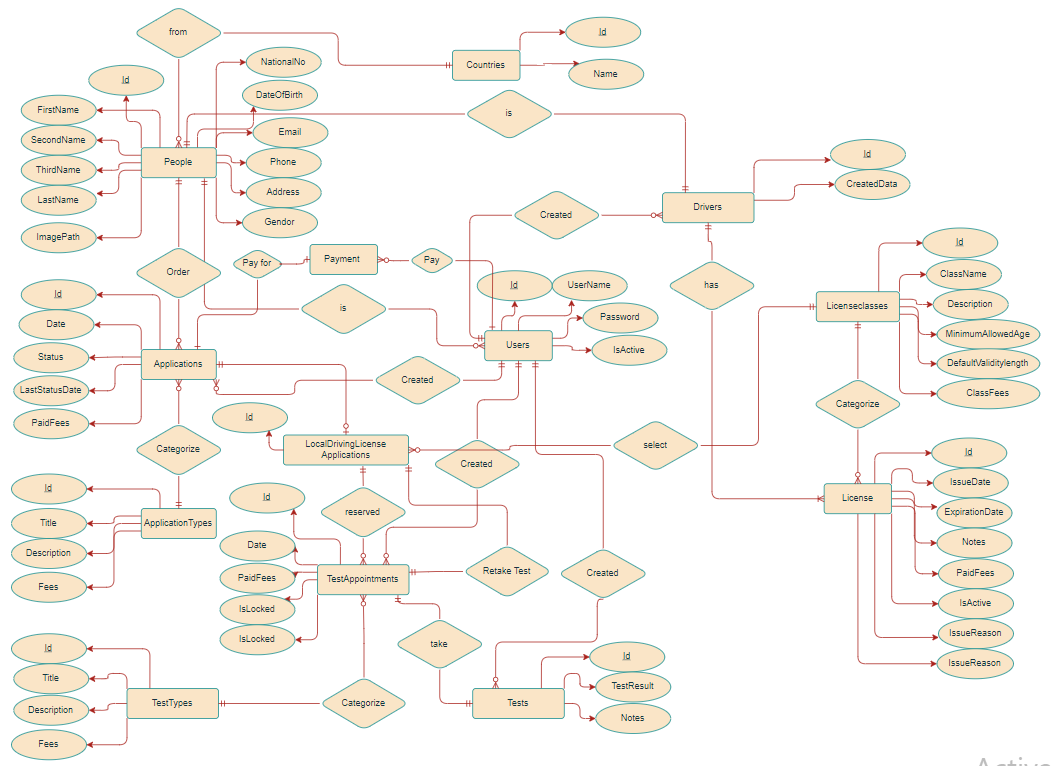 from
Id
Countries
NationalNo
Name
Id
DateOfBirth
FirstName
is
Email
SecondName
People
Phone
Id
ThirdName
CreatedData
Address
LastName
Drivers
Created
Gendor
ImagePath
Id
Payment
Pay for
Pay
Order
ClassName
has
Id
UserName
Id
Description
Licenseclasses
is
Password
Date
MinimumAllowedAge
Users
IsActive
Status
Applications
DefaultValiditylength
Created
LastStatusDate
ClassFees
Categorize
Id
PaidFees
LocalDrivingLicense
Applications
select
Categorize
Id
Created
IssueDate
Id
Id
License
reserved
ExpirationDate
Title
ApplicationTypes
Notes
Date
Description
Retake Test
Created
PaidFees
TestAppointments
PaidFees
Fees
IsActive
IsLocked
IssueReason
IsLocked
take
Id
Id
IssueReason
Title
TestResult
TestTypes
Categorize
Tests
Description
Notes
Fees
Active